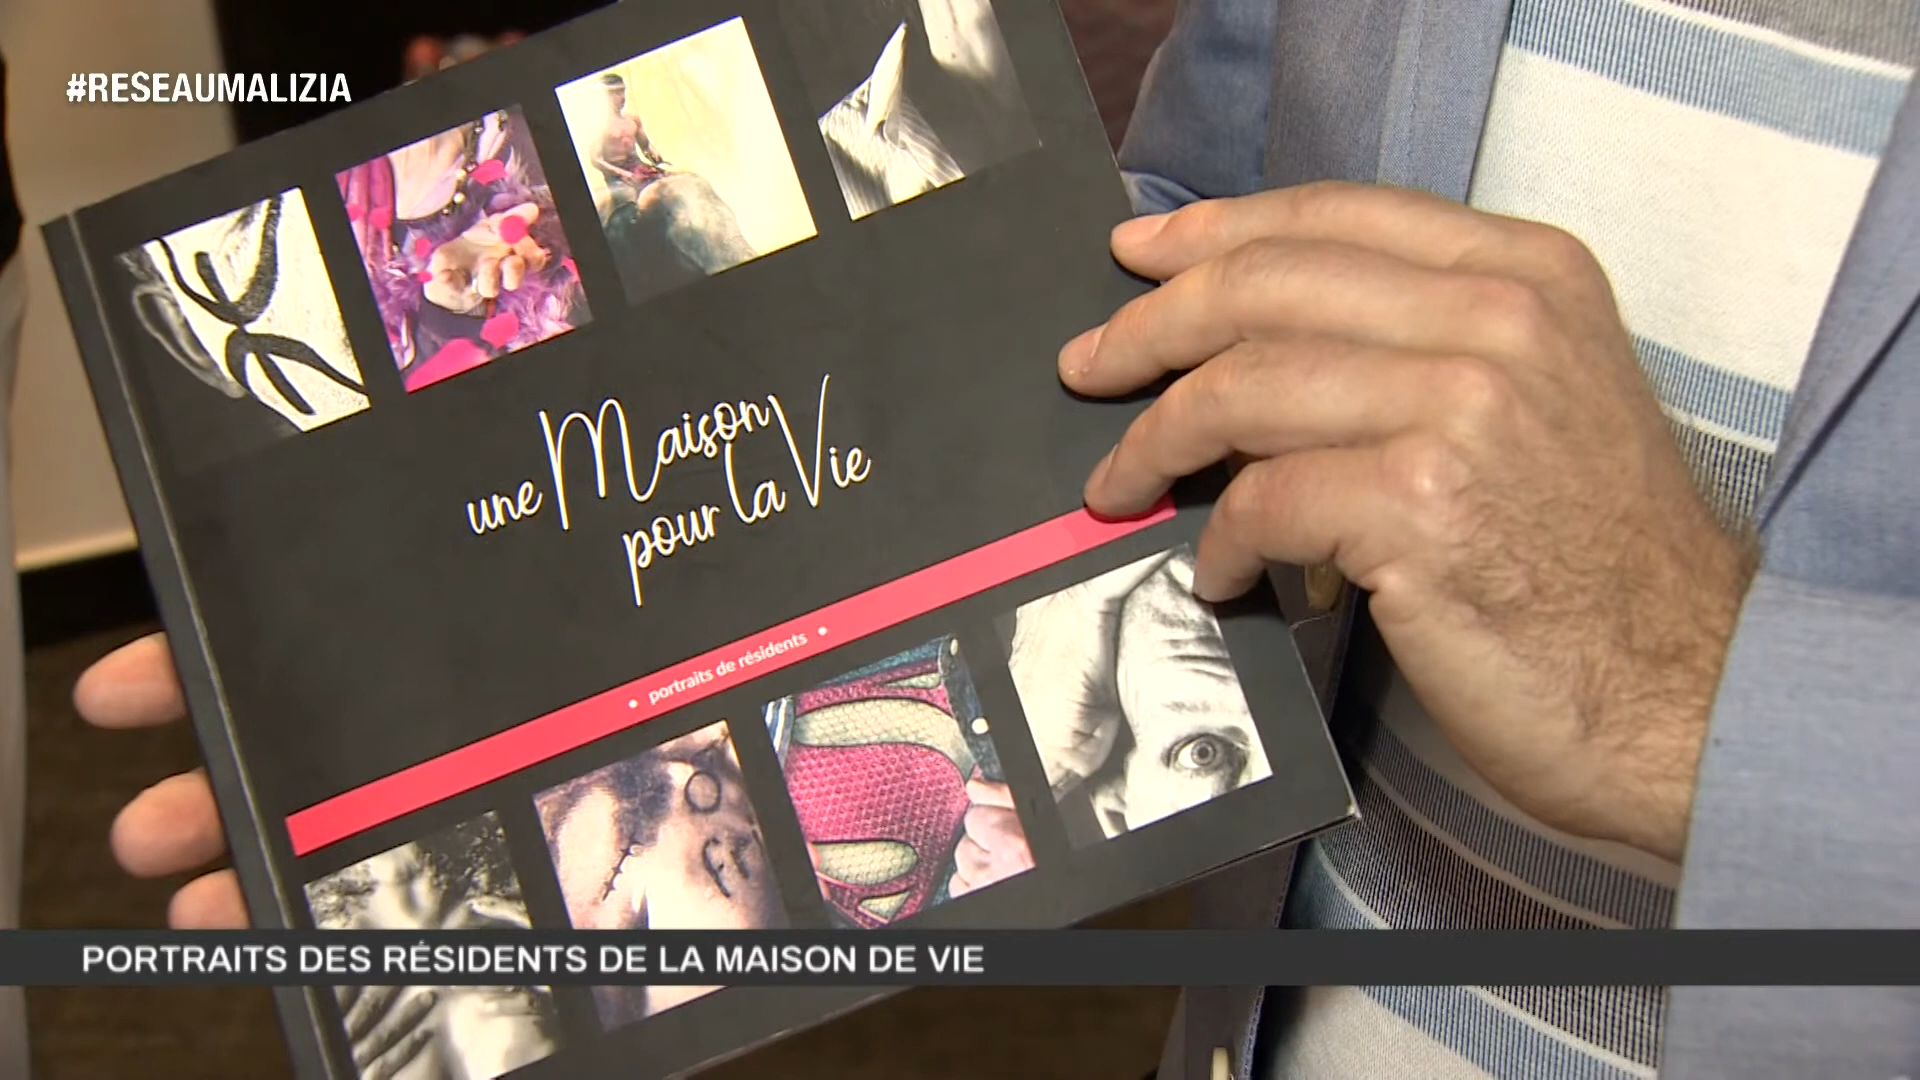 #RESEAUMALIZIA
une Maison
pour la Vie
• portraits de résidents •
PORTRAITS DES RÉSIDENTS DE LA MAISON DE VIE